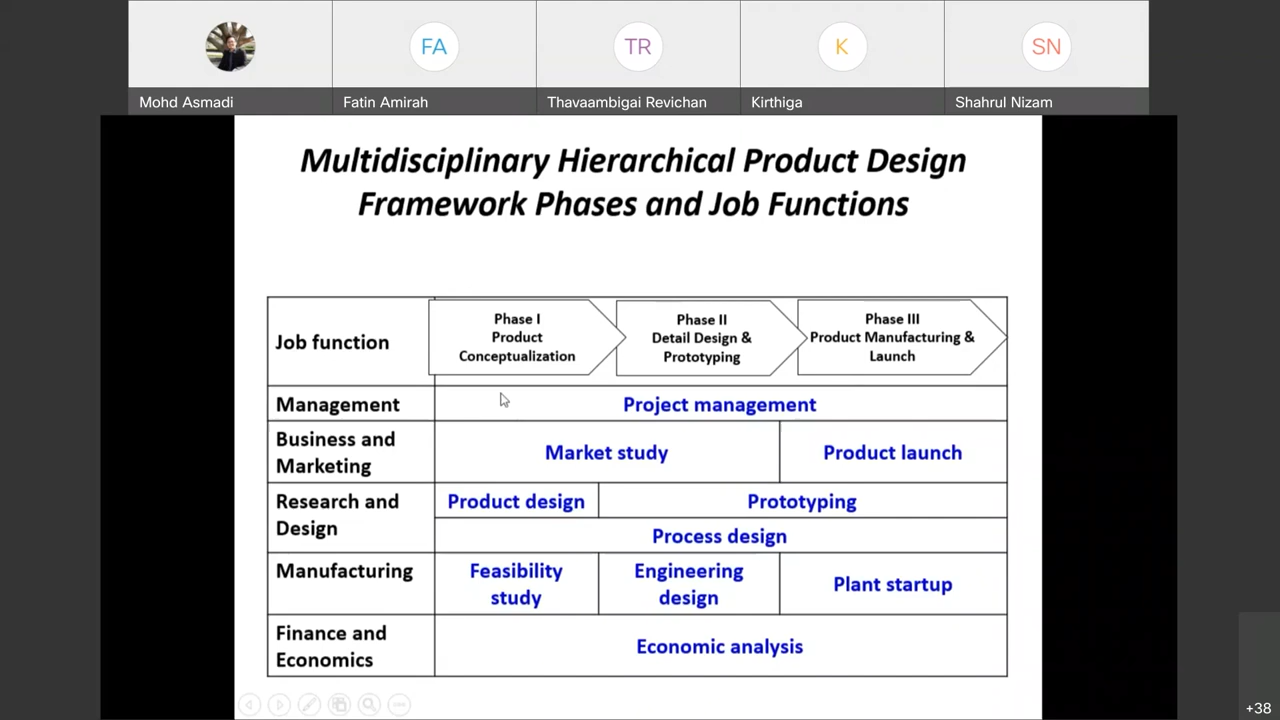 FA
TR
K
SN
Mohd Asmadi
Fatin Amirah
Thavaambigai Revichan
Kirthiga
Shahrul Nizam
Multidisciplinary Hierarchical Product Design
Framework Phases and Job Functions
Job function
Phase I
Product
Conceptualization
Phase II
Detail Design &
Prototyping
Phase III
Product Manufacturing &
Launch
Management
Project management
Business and
Marketing
Market study
Product launch
Research and
Design
Product design
Prototyping
Process design
Manufacturing
Feasibility
study
Engineering
design
Plant startup
Finance and
Economics
Economic analysis
+38